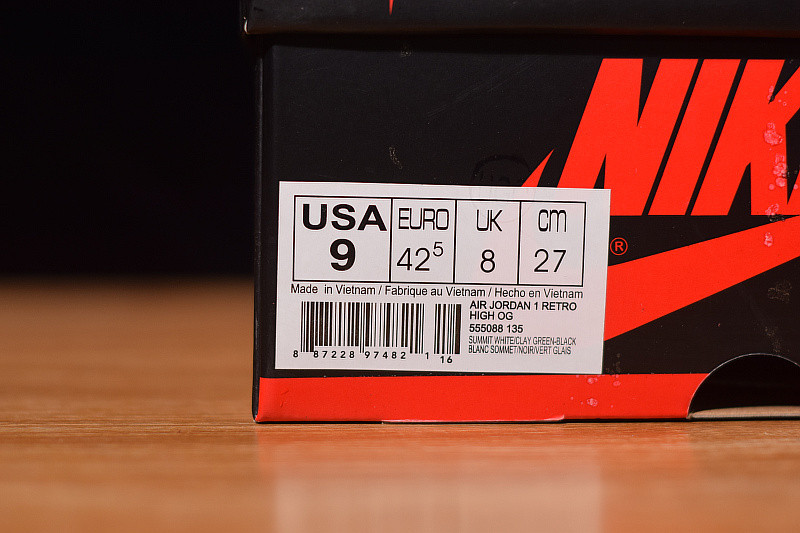 NIK
®
USA EURO UK cm
9 42⁵ 8 27
Made in Vietnam / Fabrique au Vietnam / Hecho en Vietnam
AIR JORDAN 1 RETRO
HIGH OG
555088 135
SUMMIT WHITE/CLAY GREEN-BLACK
BLANC SOMMET/NOIR/VERT GLAIS
8 87228 97482 1 16